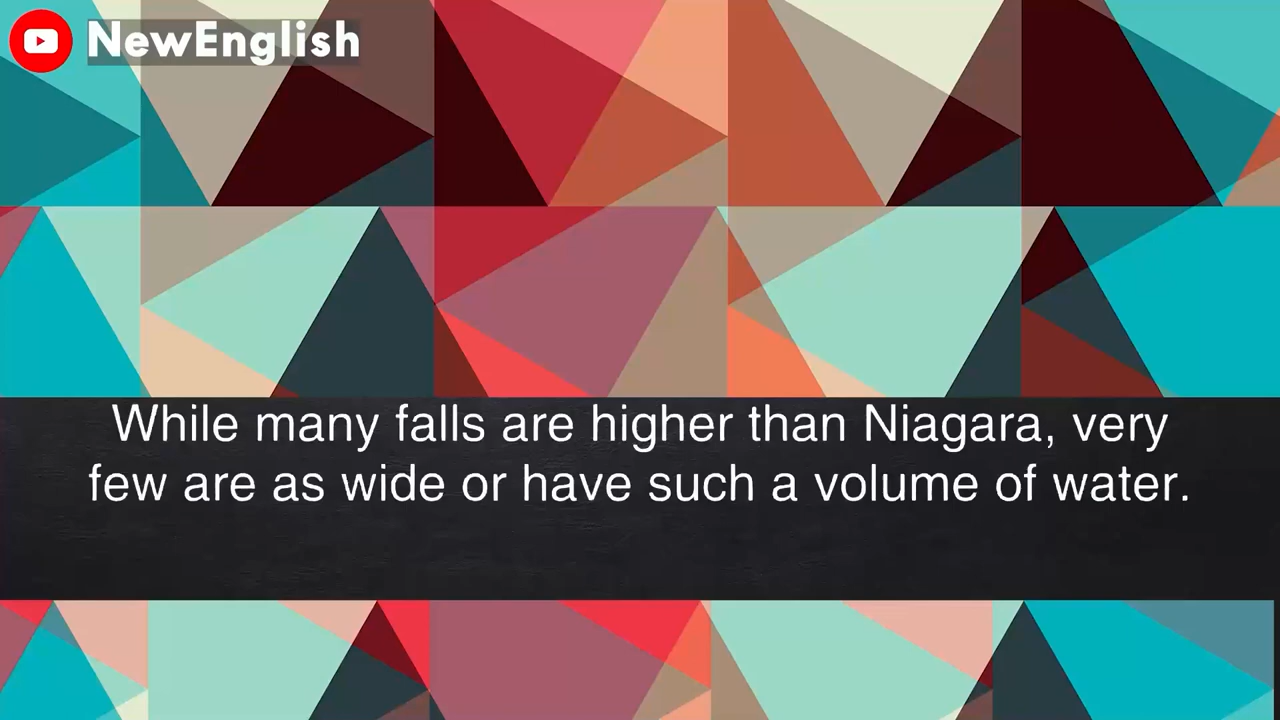 NewEnglish
While many falls are higher than Niagara, very
few are as wide or have such a volume of water.